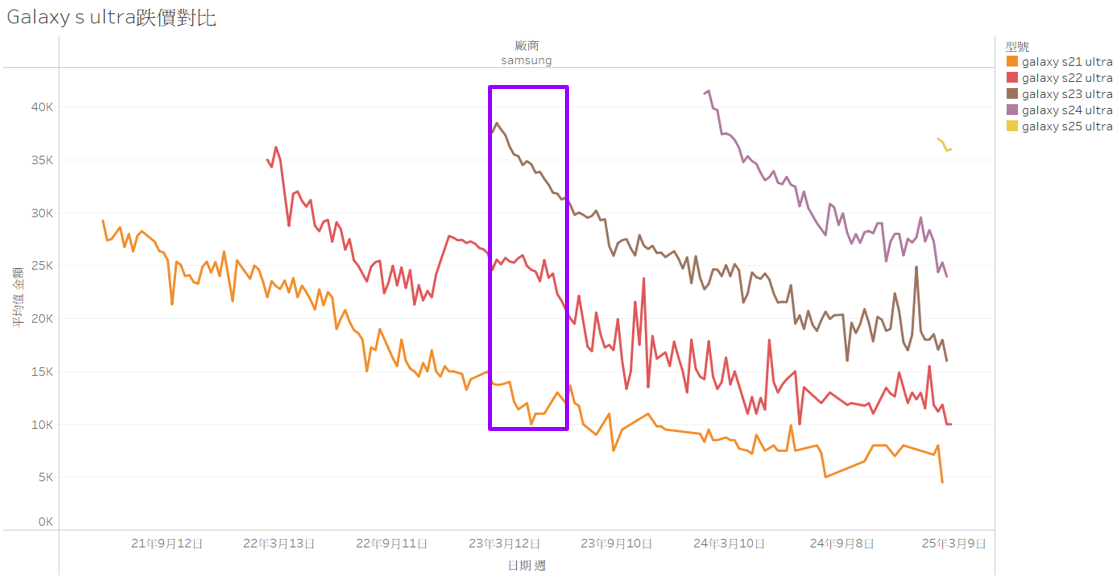 Galaxy s ultra跌價對比
廠商
samsung
型號
galaxy s21 ultra
galaxy s22 ultra
galaxy s23 ultra
galaxy s24 ultra
galaxy s25 ultra
40K
35K
30K
25K
20K
15K
10K
5K
0K
平均值 金額
21年9月12日
22年3月13日
22年9月11日
23年3月12日
23年9月10日
24年3月10日
24年9月8日
25年3月9日
日期 週